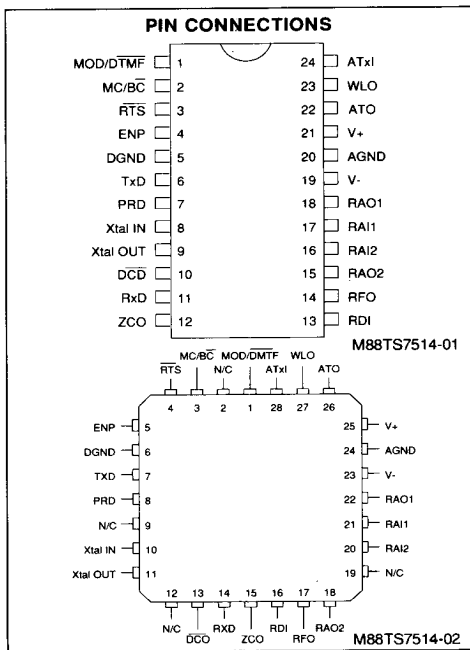 PIN CONNECTIONS
MOD/DTMF 1 24 ATxI
MC/BC 2 23 WLO
RTS 3 22 ATO
ENP 4 21 V+
DGND 5 20 AGND
TxD 6 19 V-
PRD 7 18 RAO1
Xtal IN 8 17 RAI1
Xtal OUT 9 16 RAI2
DCD 10 15 RAO2
RxD 11 14 RFO
ZCO 12 13 RDI
M88TS7514-01
MC/BC MOD/DMTF WLO
RTS N/C ATxI ATO
4 3 2 1 28 27 26
ENP 5 25 V+
DGND 6 24 AGND
TXD 7 23 V-
PRD 8 22 RAO1
N/C 9 21 RAI1
Xtal IN 10 20 RAI2
Xtal OUT 11 19 N/C
12 13 14 15 16 17 18
N/C RXD RDI RAO2
DCO ZCO RFO
M88TS7514-02